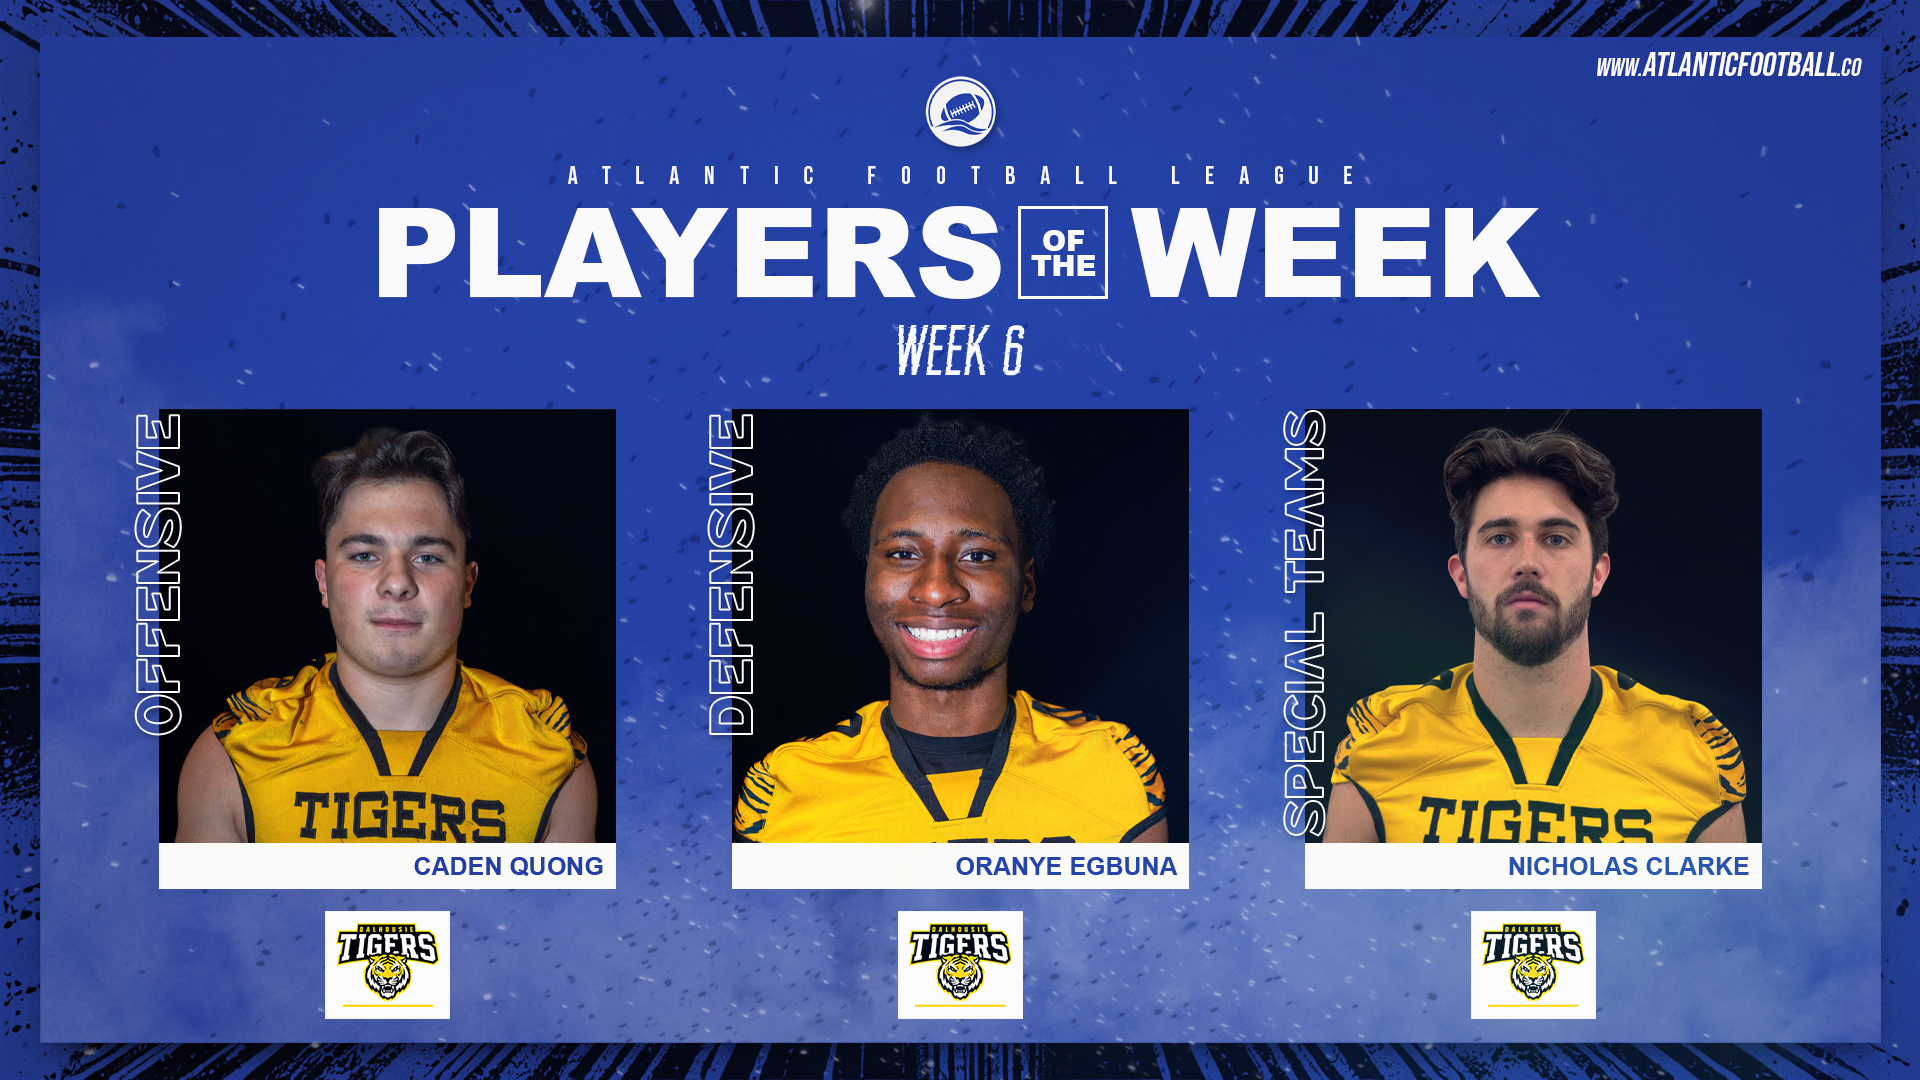 www.ATLANTICFOOTBALL.co
ATLANTIC FOOTBALL LEAGUE
PLAYERS OF THE WEEK
WEEK 6
OFFENSIVE
DEFENSIVE
SPECIAL TEAMS
TIGERS
TIGERS
CADEN QUONG
ORANYE EGBUNA
NICHOLAS CLARKE
DALHOUSIE
TIGERS
DALHOUSIE
TIGERS
DALHOUSIE
TIGERS